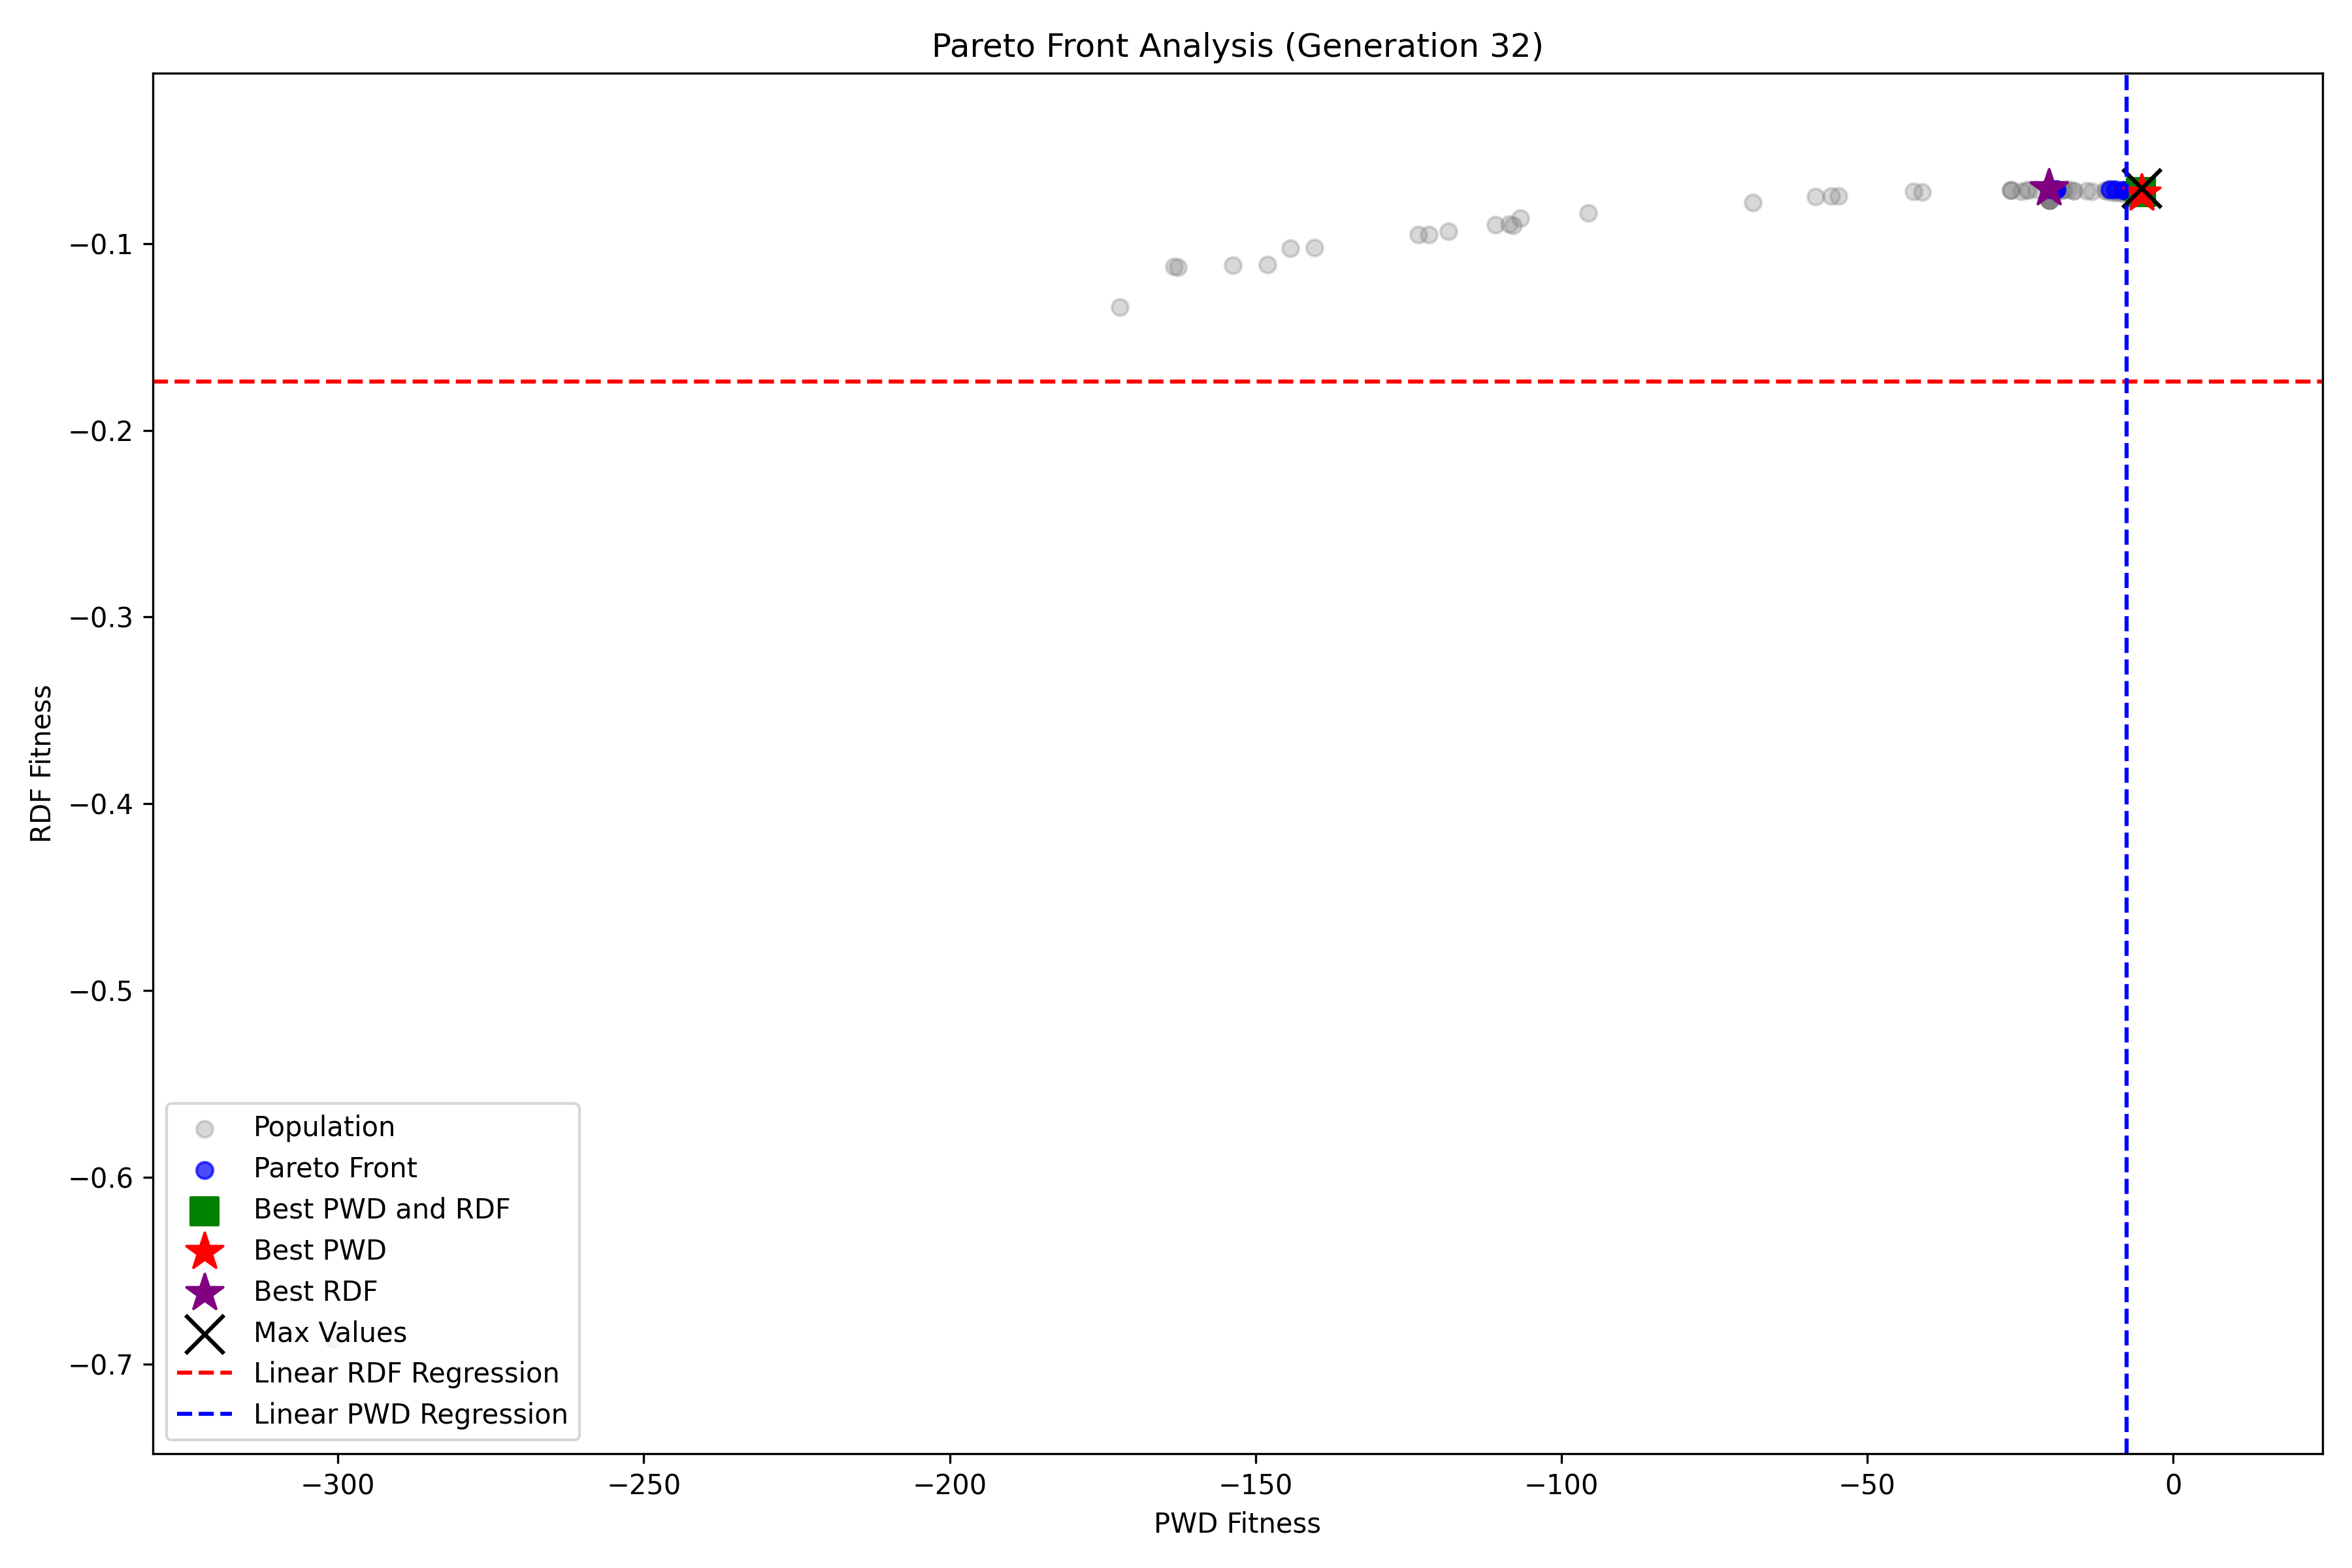 Pareto Front Analysis (Generation 32)
RDF Fitness
−0.1
−0.2
−0.3
−0.4
−0.5
−0.6
−0.7
Population
Pareto Front
Best PWD and RDF
Best PWD
Best RDF
Max Values
Linear RDF Regression
Linear PWD Regression
−300 −250 −200 −150 −100 −50 0
PWD Fitness